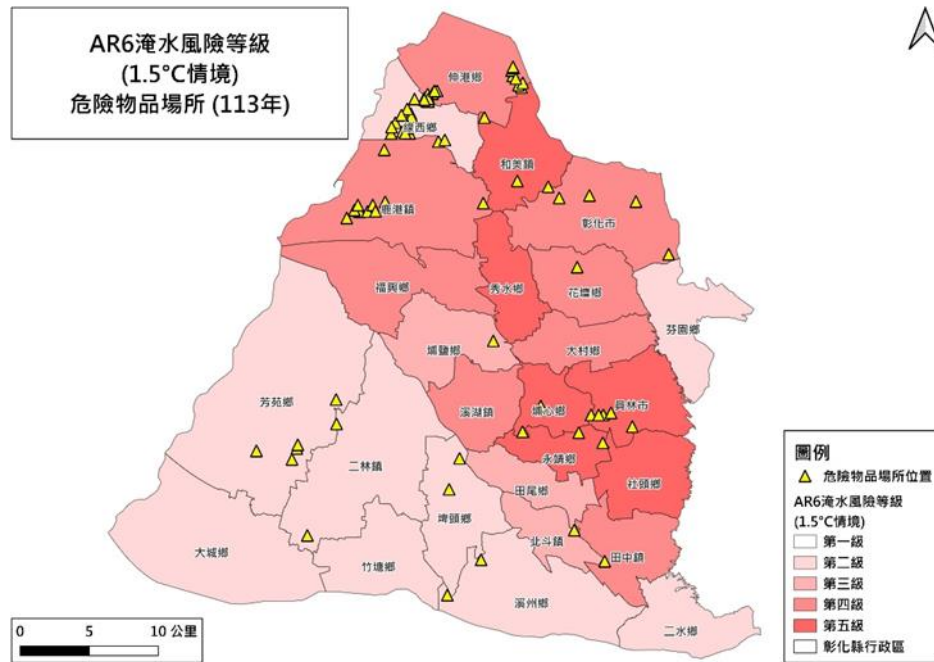 AR6淹水風險等級
(1.5°C情境)
危險物品場所 (113年)
伸港鄉
線西鄉
和美鎮
鹿港鎮
彰化市
福興鄉
秀水鄉
花壇鄉
芬園鄉
埔鹽鄉
大村鄉
芳苑鄉
溪湖鎮
埔心鄉
員林市
二林鎮
永靖鄉
田尾鄉
社頭鄉
埤頭鄉
大城鄉
竹塘鄉
北斗鎮
田中鎮
溪州鄉
二水鄉
圖例
危險物品場所位置
AR6淹水風險等級
(1.5°C情境)
第一級
第二級
第三級
第四級
第五級
彰化縣行政區
0 5 10 公里